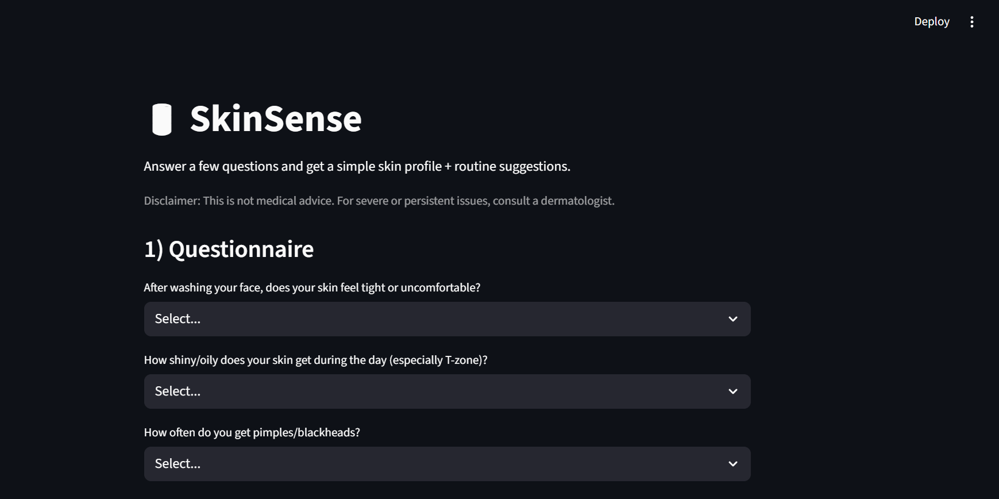 Deploy
SkinSense
Answer a few questions and get a simple skin profile + routine suggestions.
Disclaimer: This is not medical advice. For severe or persistent issues, consult a dermatologist.
1) Questionnaire
After washing your face, does your skin feel tight or uncomfortable?
Select...
How shiny/oily does your skin get during the day (especially T-zone)?
Select...
How often do you get pimples/blackheads?
Select...